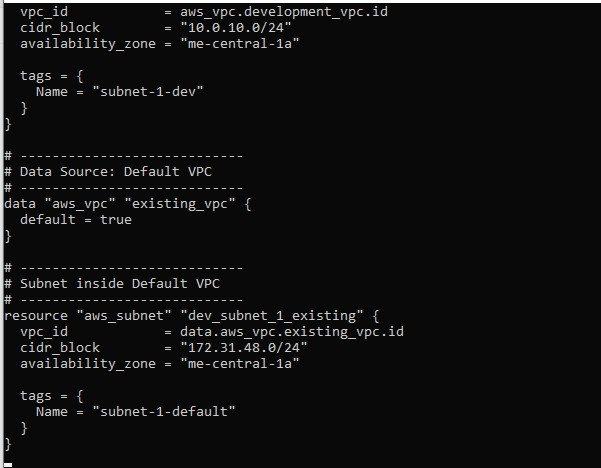 vpc_id            = aws_vpc.development_vpc.id
  cidr_block        = "10.0.10.0/24"
  availability_zone = "me-central-1a"

  tags = {
    Name = "subnet-1-dev"
  }
}

# ----------------------------
# Data Source: Default VPC
# ----------------------------
data "aws_vpc" "existing_vpc" {
  default = true
}

# ----------------------------
# Subnet inside Default VPC
# ----------------------------
resource "aws_subnet" "dev_subnet_1_existing" {
  vpc_id            = data.aws_vpc.existing_vpc.id
  cidr_block        = "172.31.48.0/24"
  availability_zone = "me-central-1a"

  tags = {
    Name = "subnet-1-default"
  }
}